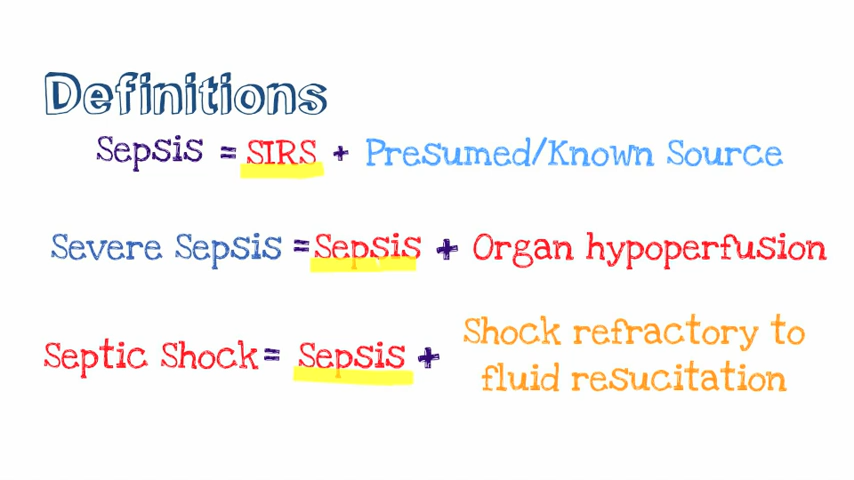 Definitions
Sepsis = SIRS + Presumed/Known Source
Severe Sepsis = Sepsis + Organ hypoperfusion
Septic Shock = Sepsis + Shock refractory to
fluid resucitation